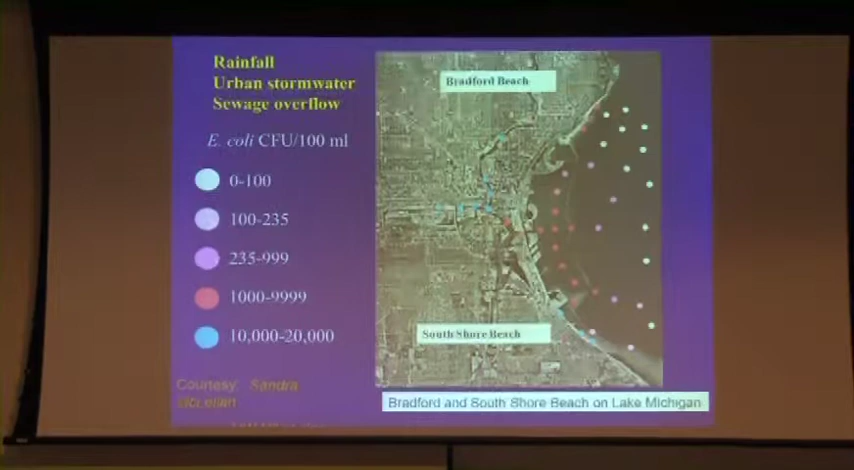 Rainfall
Urban stormwater
Sewage overflow
E. coli CFU/100 ml
0-100
100-235
235-999
1000-9999
10,000-20,000
Courtesy Sandra
Bradford Beach
South Shore Beach
Bradford and South Shore Beach on Lake Michigan